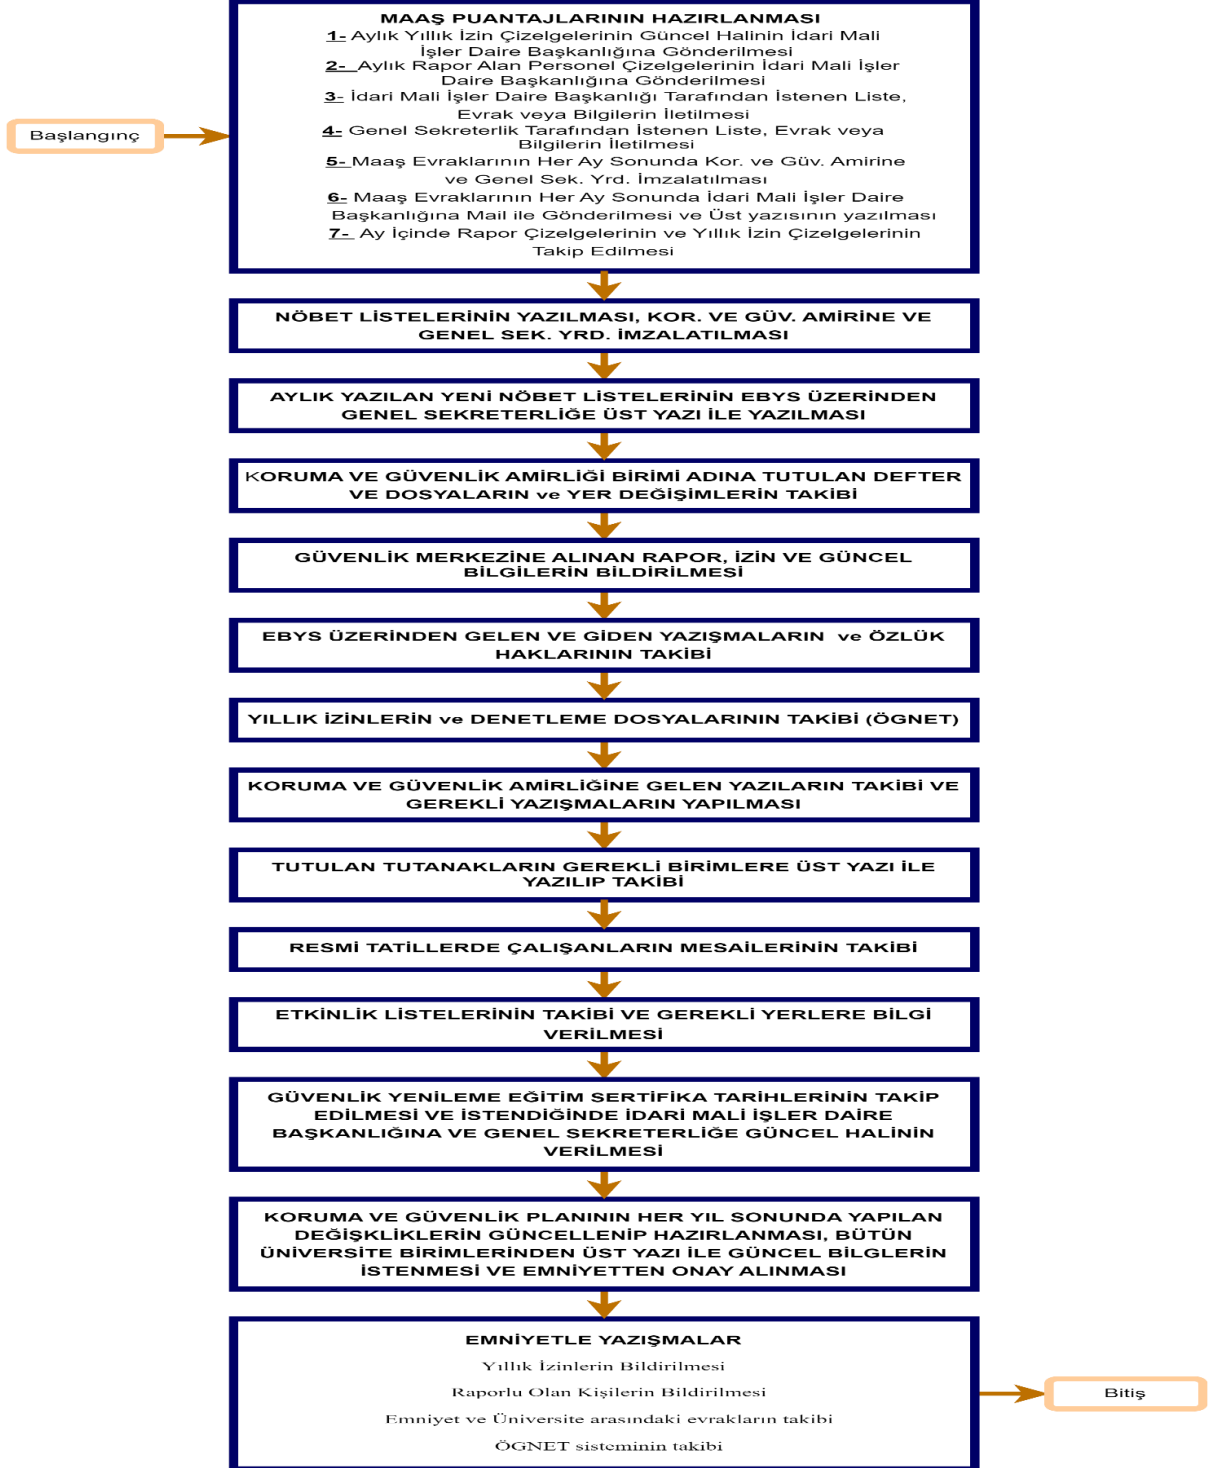 MAAŞ PUANTAJLARININ HAZIRLANMASI
1- Aylık Yıllık İzin Çizelgelerinin Güncel Halinin İdari Mali
İşler Daire Başkanlığına Gönderilmesi
2- Aylık Rapor Alan Personel Çizelgelerinin İdari Mali İşler
Daire Başkanlığına Gönderilmesi
3- İdari Mali İşler Daire Başkanlığı Tarafından İstenen Liste,
Evrak veya Bilgilerin İletilmesi
4- Genel Sekreterlik Tarafından İstenen Liste, Evrak veya
Bilgilerin İletilmesi
5- Maaş Evraklarının Her Ay Sonunda Kor. ve Güv. Amirine
ve Genel Sek. Yrd. İmzalatılması
6- Maaş Evraklarının Her Ay Sonunda İdari Mali İşler Daire
Başkanlığına Mail ile Gönderilmesi ve Üst yazısının yazılması
7- Ay İçinde Rapor Çizelgelerinin ve Yıllık İzin Çizelgelerinin
Takip Edilmesi
Başlangınç
NÖBET LİSTELERİNİN YAZILMASI, KOR. VE GÜV. AMİRİNE VE
GENEL SEK. YRD. İMZALATILMASI
AYLIK YAZILAN YENİ NÖBET LİSTELERİNİN EBYS ÜZERİNDEN
GENEL SEKRETERLİĞE ÜST YAZI İLE YAZILMASI
KORUMA VE GÜVENLİK AMİRLİĞİ BİRİMİ ADINA TUTULAN DEFTER
VE DOSYALARIN ve YER DEĞİŞİMLERİN TAKİBİ
GÜVENLİK MERKEZİNE ALINAN RAPOR, İZİN VE GÜNCEL
BİLGİLERİN BİLDİRİLMESİ
EBYS ÜZERİNDEN GELEN VE GİDEN YAZIŞMALARIN ve ÖZLÜK
HAKLARININ TAKİBİ
YILLIK İZİNLERİN ve DENETLEME DOSYALARININ TAKİBİ (ÖGNET)
KORUMA VE GÜVENLİK AMİRLİĞİNE GELEN YAZILARIN TAKİBİ VE
GEREKLİ YAZIŞMALARIN YAPILMASI
TUTULAN TUTANAKLARIN GEREKLİ BİRİMLERE ÜST YAZI İLE
YAZILIP TAKİBİ
RESMİ TATİLLERDE ÇALIŞANLARIN MESAİLERİNİN TAKİBİ
ETKİNLİK LİSTELERİNİN TAKİBİ VE GEREKLİ YERLERE BİLGİ
VERİLMESİ
GÜVENLİK YENİLEME EĞİTİM SERTİFİKA TARİHLERİNİN TAKİP
EDİLMESİ VE İSTENDİĞİNDE İDARİ MALİ İŞLER DAİRE
BAŞKANLIĞINA VE GENEL SEKRETERLİĞE GÜNCEL HALİNİN
VERİLMESİ
KORUMA VE GÜVENLİK PLANININ HER YIL SONUNDA YAPILAN
DEĞİŞKLİKLERİN GÜNCELLENİP HAZIRLANMASI, BÜTÜN
ÜNİVERSİTE BİRİMLERİNDEN ÜST YAZI İLE GÜNCEL BİLGLERİN
İSTENMESİ VE EMNİYETTEN ONAY ALINMASI
EMNİYETLE YAZIŞMALAR
Yıllık İzinlerin Bildirilmesi
Raporlu Olan Kişilerin Bildirilmesi
Emniyet ve Üniversite arasındaki evrakların takibi
ÖGNET sisteminin takibi
Bitiş